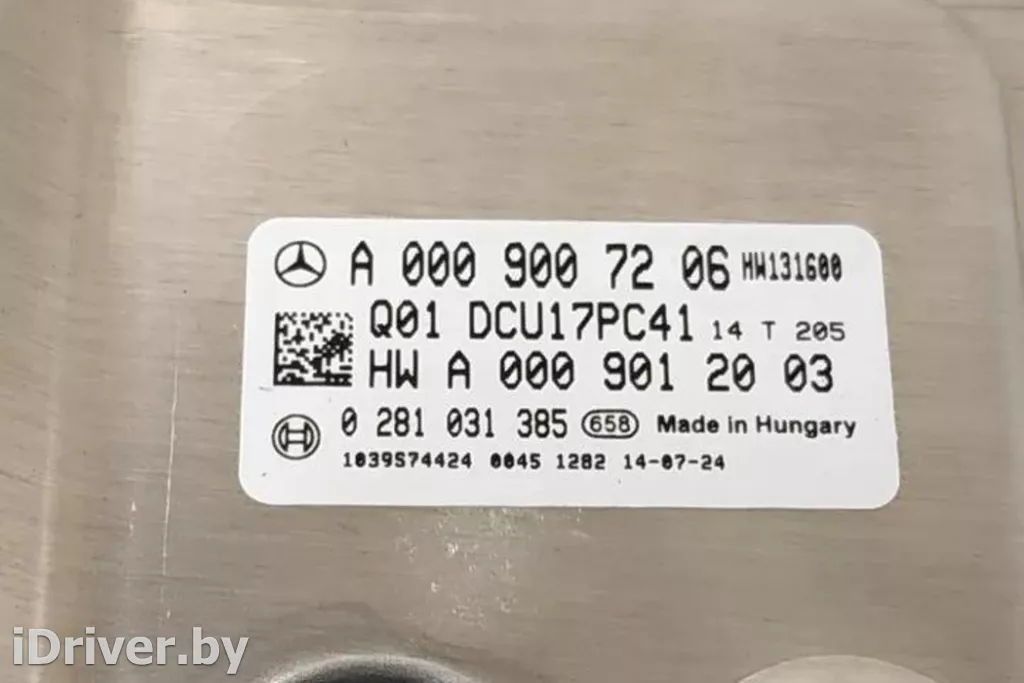 A 000 900 72 06 HW131600
Q01 DCU17PC41 14 T 205
HW A 000 901 20 03
0 281 031 385 658 Made in Hungary
1039S74424 0045 1282 14-07-24
iDriver.by